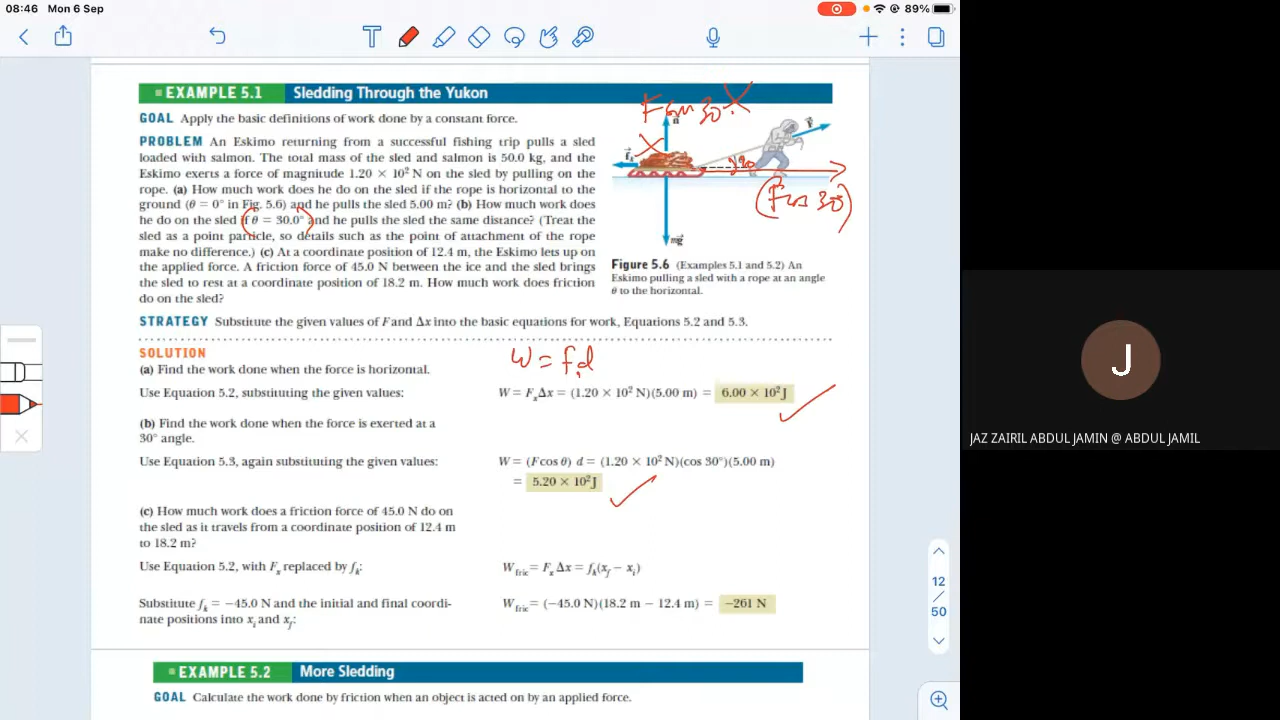 08:46 Mon 6 Sep
89%
T
EXAMPLE 5.1 Sledding Through the Yukon
GOAL Apply the basic definitions of work done by a constant force.
PROBLEM An Eskimo returning from a successful fishing trip pulls a sled
loaded with salmon. The total mass of the sled and salmon is 50.0 kg, and the
Eskimo exerts a force of magnitude 1.20 × 10² N on the sled by pulling on the
rope. (a) How much work does he do on the sled if the rope is horizontal to the
ground (θ = 0° in Fig. 5.6) and he pulls the sled 5.00 m? (b) How much work does
he do on the sled if θ = 30.0° and he pulls the sled the same distance? (Treat the
sled as a point particle, so details such as the point of attachment of the rope
make no difference.) (c) At a coordinate position of 12.4 m, the Eskimo lets up on
the applied force. A friction force of 45.0 N between the ice and the sled brings
the sled to rest at a coordinate position of 18.2 m. How much work does friction
do on the sled?
F sin 30°
n
F
fk
30
(F cos 30)
mg
Figure 5.6 (Examples 5.1 and 5.2) An
Eskimo pulling a sled with a rope at an angle
θ to the horizontal.
STRATEGY Substitute the given values of F and Δx into the basic equations for work, Equations 5.2 and 5.3.
SOLUTION
W = F.d
(a) Find the work done when the force is horizontal.
Use Equation 5.2, substituting the given values:
W = FxΔx = (1.20 × 10² N)(5.00 m) = 6.00 × 10² J
(b) Find the work done when the force is exerted at a
30° angle.
Use Equation 5.3, again substituting the given values:
W = (F cos θ) d = (1.20 × 10² N)(cos 30°)(5.00 m)
= 5.20 × 10² J
(c) How much work does a friction force of 45.0 N do on
the sled as it travels from a coordinate position of 12.4 m
to 18.2 m?
Use Equation 5.2, with Fx replaced by fk:
Wfric = Fx Δx = fk(xf − xi)
Substitute fk = −45.0 N and the initial and final coordi-
nate positions into xi and xf:
Wfric = (−45.0 N)(18.2 m − 12.4 m) = −261 N
EXAMPLE 5.2 More Sledding
GOAL Calculate the work done by friction when an object is acted on by an applied force.
12
/
50
J
JAZ ZAIRIL ABDUL JAMIN @ ABDUL JAMIL